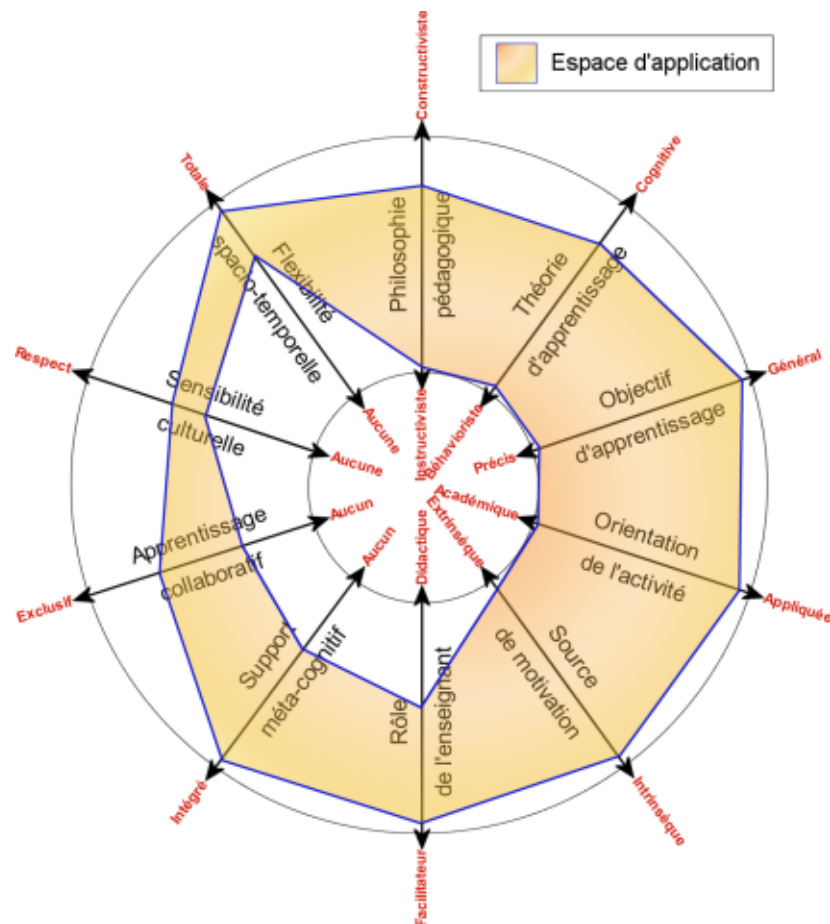 Espace d'application
Constructiviste
Philosophie
pédagogique
Instructiviste
Cognitive
Théorie
d'apprentissage
Béhavioriste
Général
Objectif
d'apprentissage
Précis
Appliquée
Orientation
de l'activité
Académique
Intrinsèque
Source
de motivation
Extrinsèque
Facilitateur
Rôle
de l'enseignant
Didactique
Intégré
Support
méta-cognitif
Aucun
Exclusif
Apprentissage
collaboratif
Aucun
Respect
Sensibilité
culturelle
Aucune
Totale
Flexibilité
spacio-temporelle
Aucune